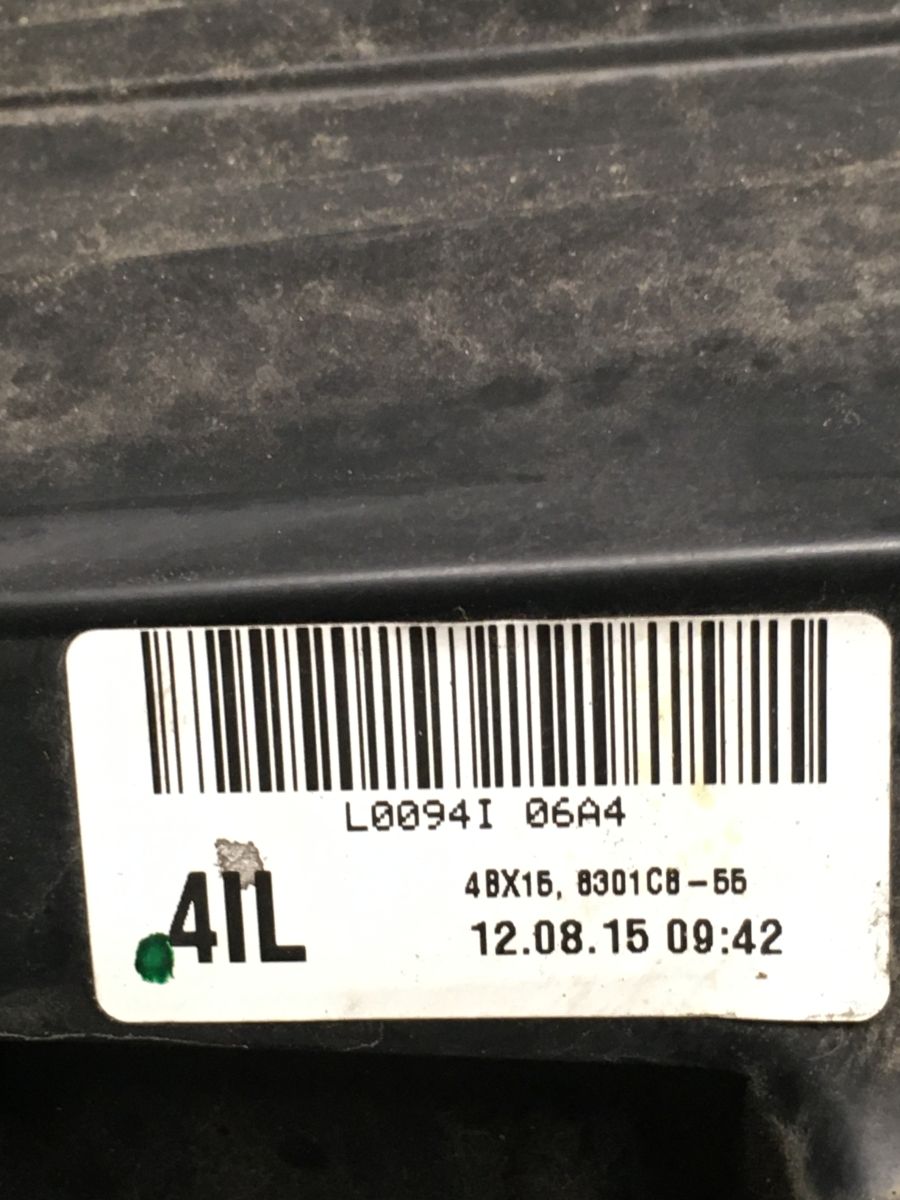 L0094I 06A4
4BX15, 8301C8-55
4IL
12.08.15 09:42